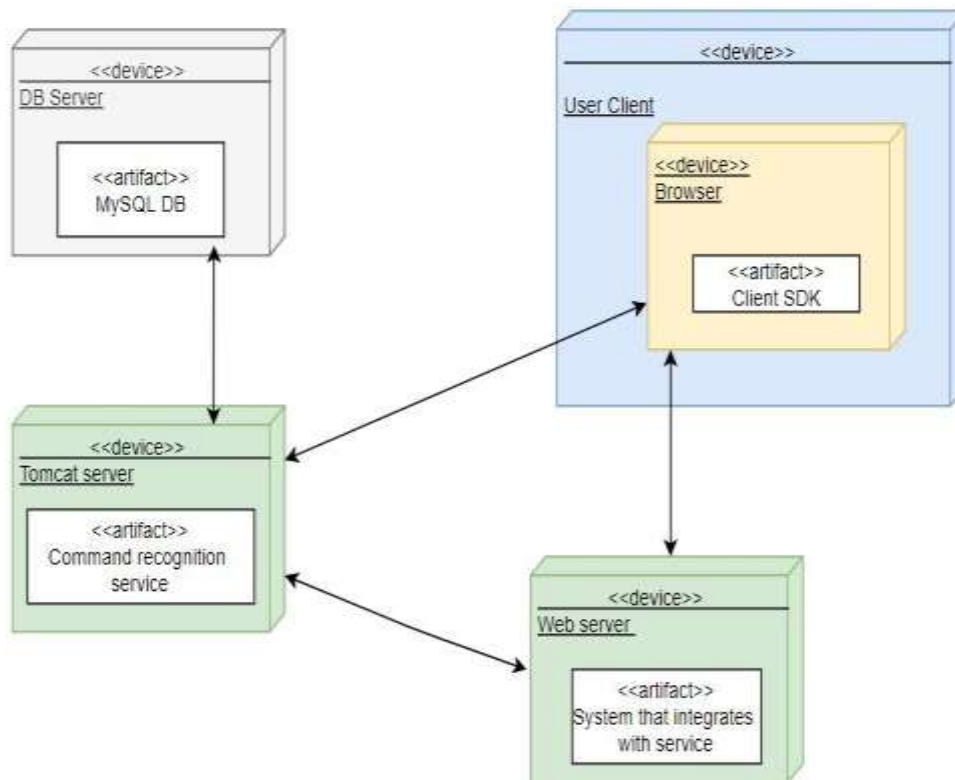 <<device>>
DB Server
<<artifact>>
MySQL DB
<<device>>
User Client
<<device>>
Browser
<<artifact>>
Client SDK
<<device>>
Tomcat server
<<artifact>>
Command recognition
service
<<device>>
Web server
<<artifact>>
System that integrates
with service